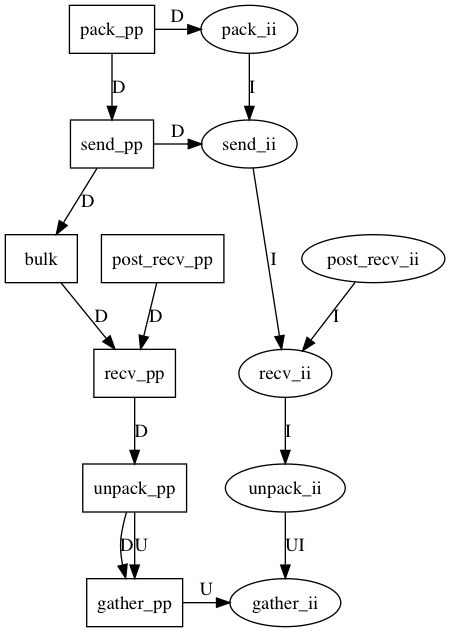 pack_pp D pack_ii
D I
send_pp D send_ii
D
bulk post_recv_pp I post_recv_ii
D D I
recv_pp recv_ii
D I
unpack_pp unpack_ii
D U UI
gather_pp U gather_ii